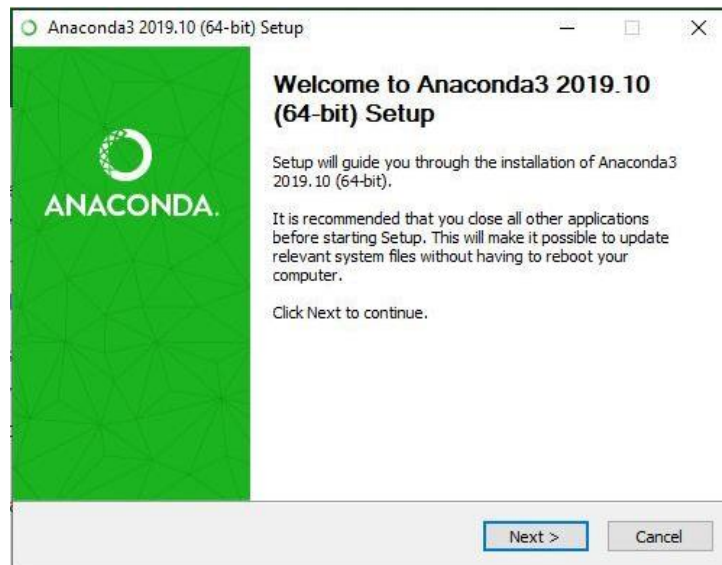 Anaconda3 2019.10 (64-bit) Setup
ANACONDA.
Welcome to Anaconda3 2019.10
(64-bit) Setup
Setup will guide you through the installation of Anaconda3
2019.10 (64-bit).
It is recommended that you close all other applications
before starting Setup. This will make it possible to update
relevant system files without having to reboot your
computer.
Click Next to continue.
Next >
Cancel